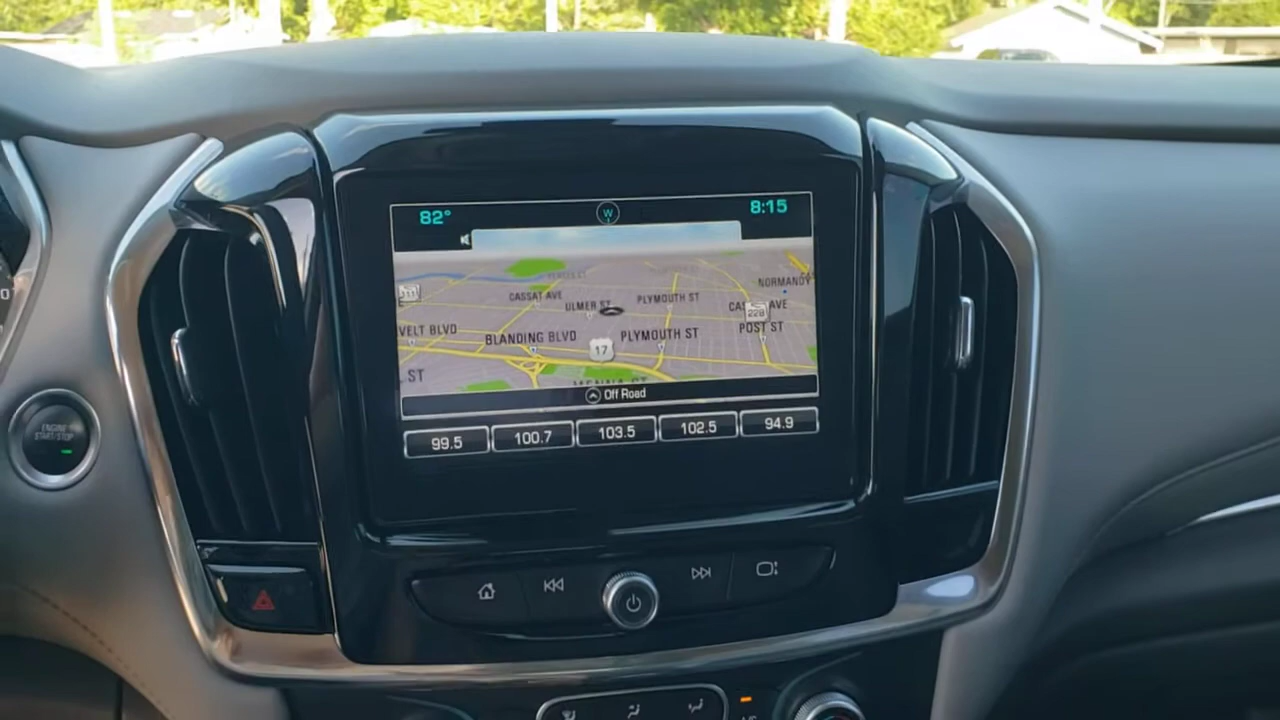 82°
W
8:15
NORMANDY
CASSAT AVE
ULMER ST
PLYMOUTH ST
228
VELT BLVD
BLANDING BLVD
PLYMOUTH ST
POST ST
17
ST
Off Road
99.5
100.7
103.5
102.5
94.9
ENGINE
START/STOP